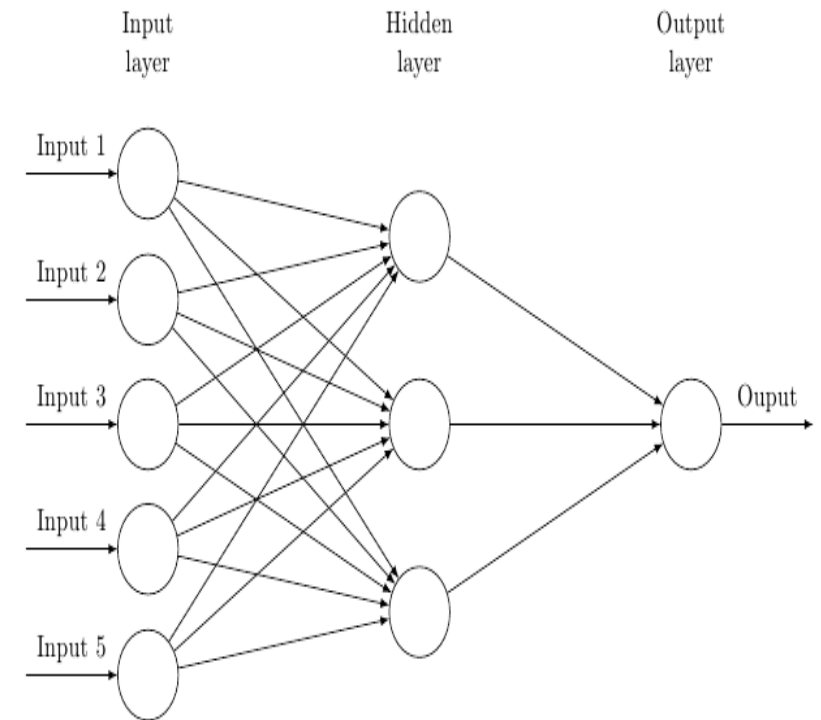 Input
layer
Hidden
layer
Output
layer
Input 1
Input 2
Input 3
Input 4
Input 5
Ouput